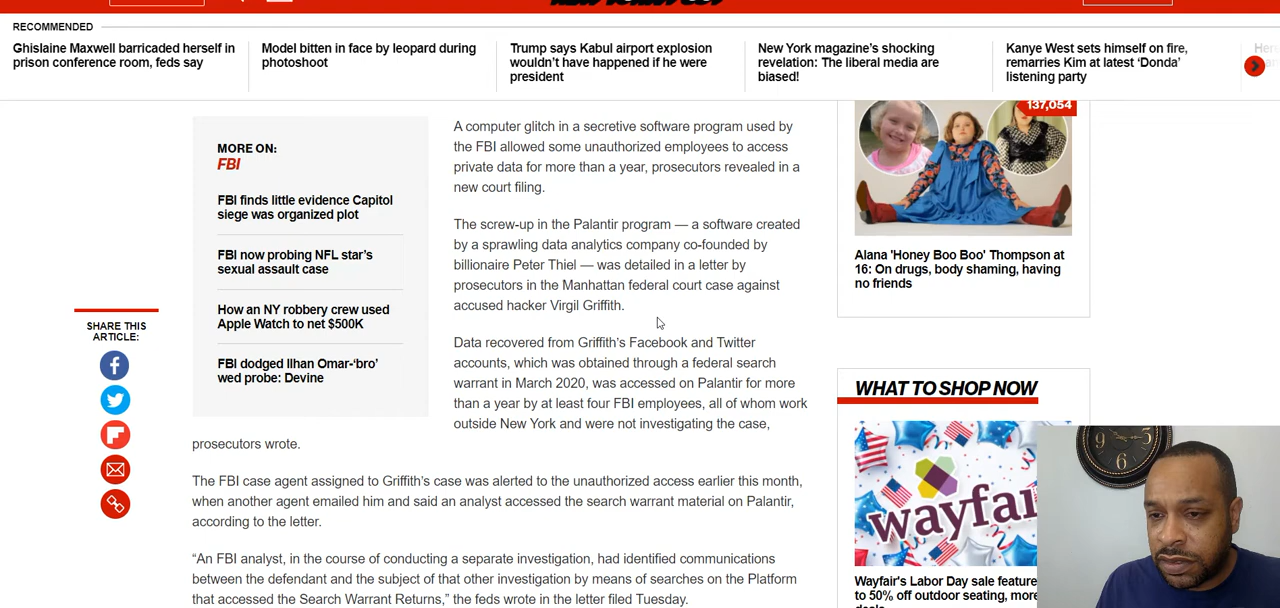 RECOMMENDED
Ghislaine Maxwell barricaded herself in
prison conference room, feds say
Model bitten in face by leopard during
photoshoot
Trump says Kabul airport explosion
wouldn't have happened if he were
president
New York magazine's shocking
revelation: The liberal media are
biased!
Kanye West sets himself on fire,
remarries Kim at latest 'Donda'
listening party
MORE ON:
FBI
FBI finds little evidence Capitol
siege was organized plot
FBI now probing NFL star's
sexual assault case
How an NY robbery crew used
Apple Watch to net $500K
FBI dodged Ilhan Omar-'bro'
wed probe: Devine
SHARE THIS
ARTICLE:
A computer glitch in a secretive software program used by
the FBI allowed some unauthorized employees to access
private data for more than a year, prosecutors revealed in a
new court filing.
The screw-up in the Palantir program — a software created
by a sprawling data analytics company co-founded by
billionaire Peter Thiel — was detailed in a letter by
prosecutors in the Manhattan federal court case against
accused hacker Virgil Griffith.
Data recovered from Griffith's Facebook and Twitter
accounts, which was obtained through a federal search
warrant in March 2020, was accessed on Palantir for more
than a year by at least four FBI employees, all of whom work
outside New York and were not investigating the case,
prosecutors wrote.
The FBI case agent assigned to Griffith's case was alerted to the unauthorized access earlier this month,
when another agent emailed him and said an analyst accessed the search warrant material on Palantir,
according to the letter.
“An FBI analyst, in the course of conducting a separate investigation, had identified communications
between the defendant and the subject of that other investigation by means of searches on the Platform
that accessed the Search Warrant Returns,” the feds wrote in the letter filed Tuesday.
137,054
Alana 'Honey Boo Boo' Thompson at
16: On drugs, body shaming, having
no friends
WHAT TO SHOP NOW
wayfai
Wayfair's Labor Day sale feature
to 50% off outdoor seating, more